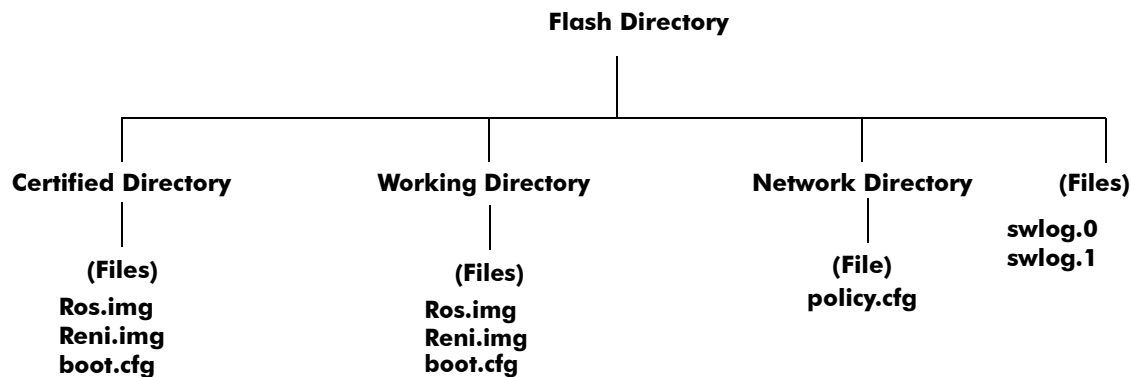 Flash Directory
Certified Directory
Working Directory
Network Directory
(Files)
(Files)
Ros.img
Reni.img
boot.cfg
(Files)
Ros.img
Reni.img
boot.cfg
(File)
policy.cfg
swlog.0
swlog.1